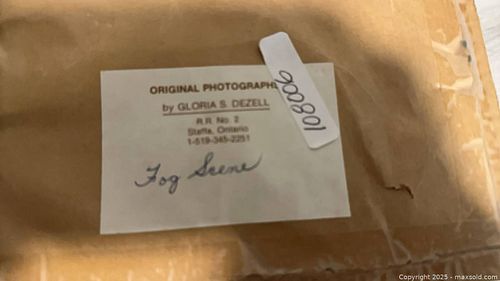 ORIGINAL PHOTOGRAPH
by GLORIA S. DEZELL
R.R. No. 2
Staffa, Ontario
1-519-345-2251
Fog Scene
108006
Copyright © 2025 - maxsold.com